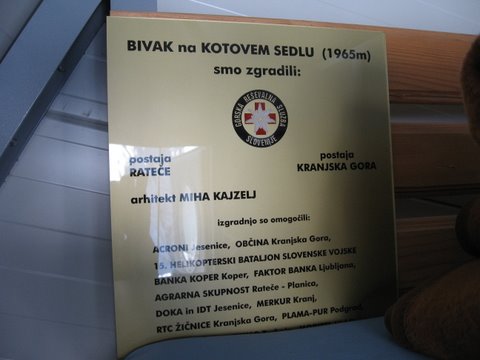 BIVAK na KOTOVEM SEDLU (1965m)
smo zgradili:
GORSKA REŠEVALNA SLUŽBA
SLOVENIJE
postaja
RATEČE
postaja
KRANJSKA GORA
arhitekt MIHA KAJZELJ
izgradnjo so omogočili:
ACRONI Jesenice, OBČINA Kranjska Gora,
15. HELIKOPTERSKI BATALJON SLOVENSKE VOJSKE
BANKA KOPER Koper, FAKTOR BANKA Ljubljana,
AGRARNA SKUPNOST Rateče - Planica,
DOKA in IDT Jesenice, MERKUR Kranj,
RTC ŽIČNICE Kranjska Gora, PLAMA-PUR Podgrad,